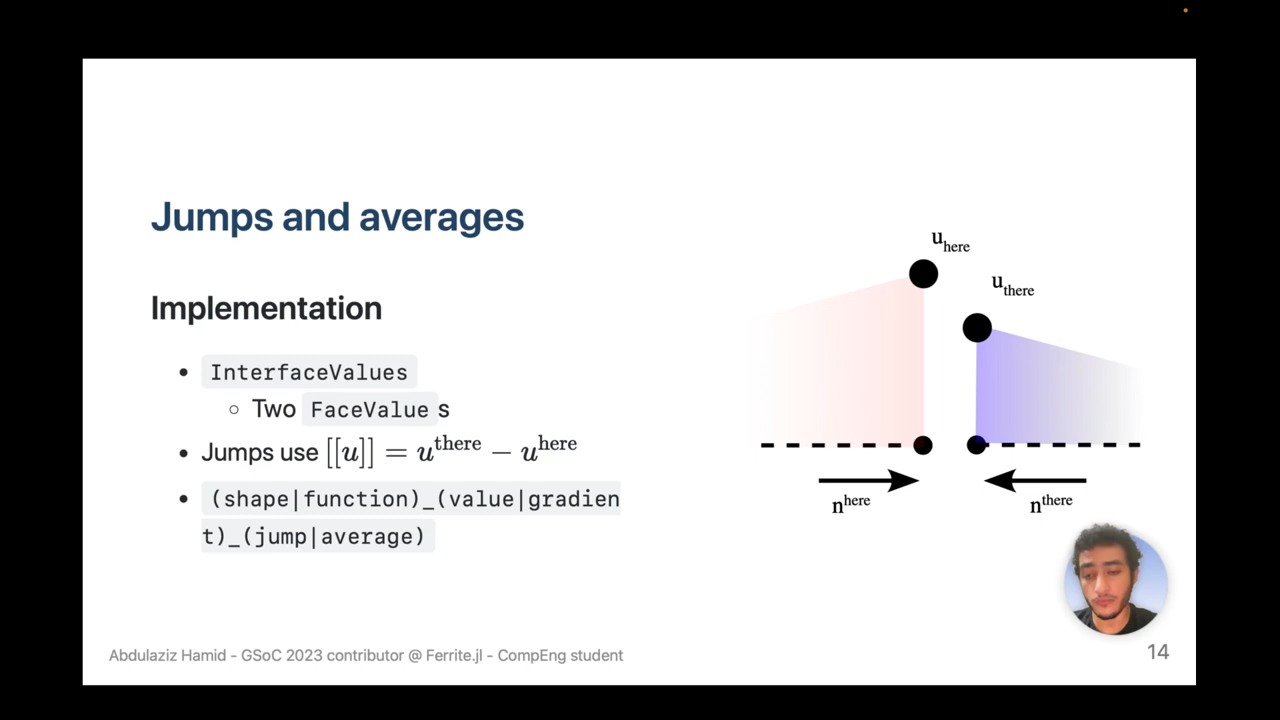 Jumps and averages
Implementation
InterfaceValues
Two FaceValue s
Jumps use [[u]] = u^there − u^here
(shape|function)_(value|gradien
t)_(jump|average)
u_here
u_there
n^here
n^there
Abdulaziz Hamid - GSoC 2023 contributor @ Ferrite.jl - CompEng student
14